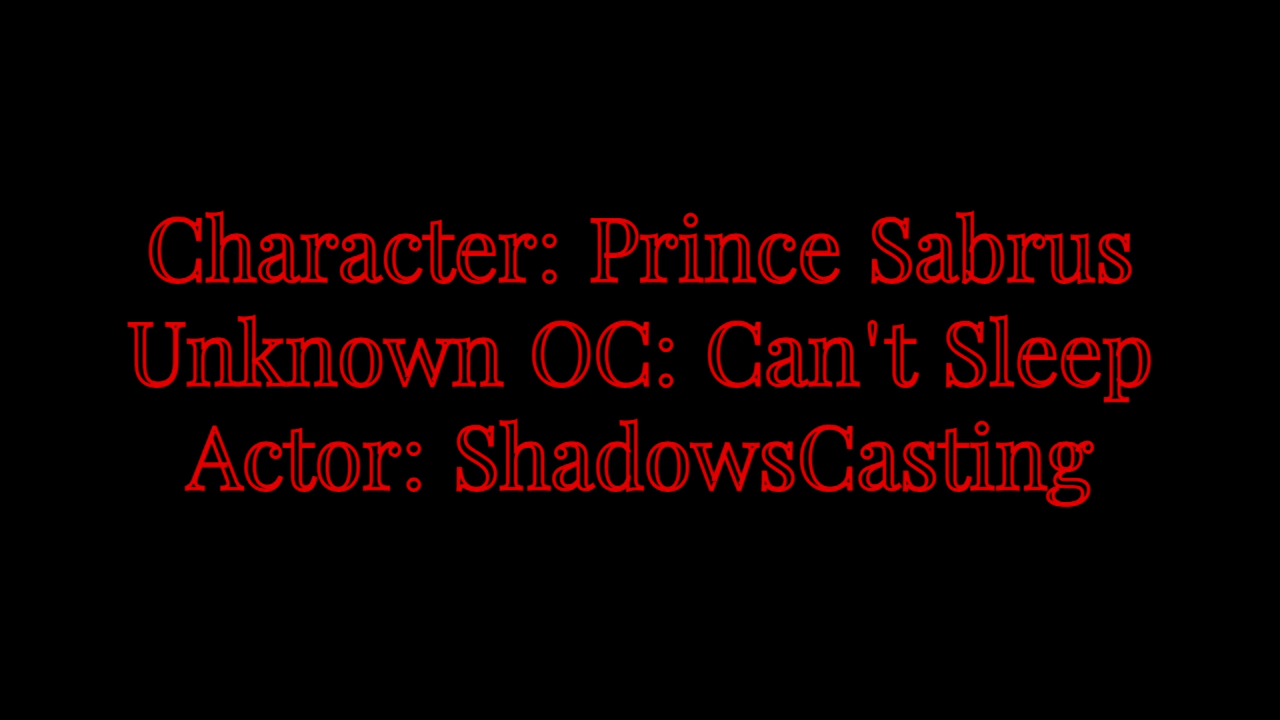 Character: Prince Sabrus
Unknown OC: Can't Sleep
Actor: ShadowsCasting